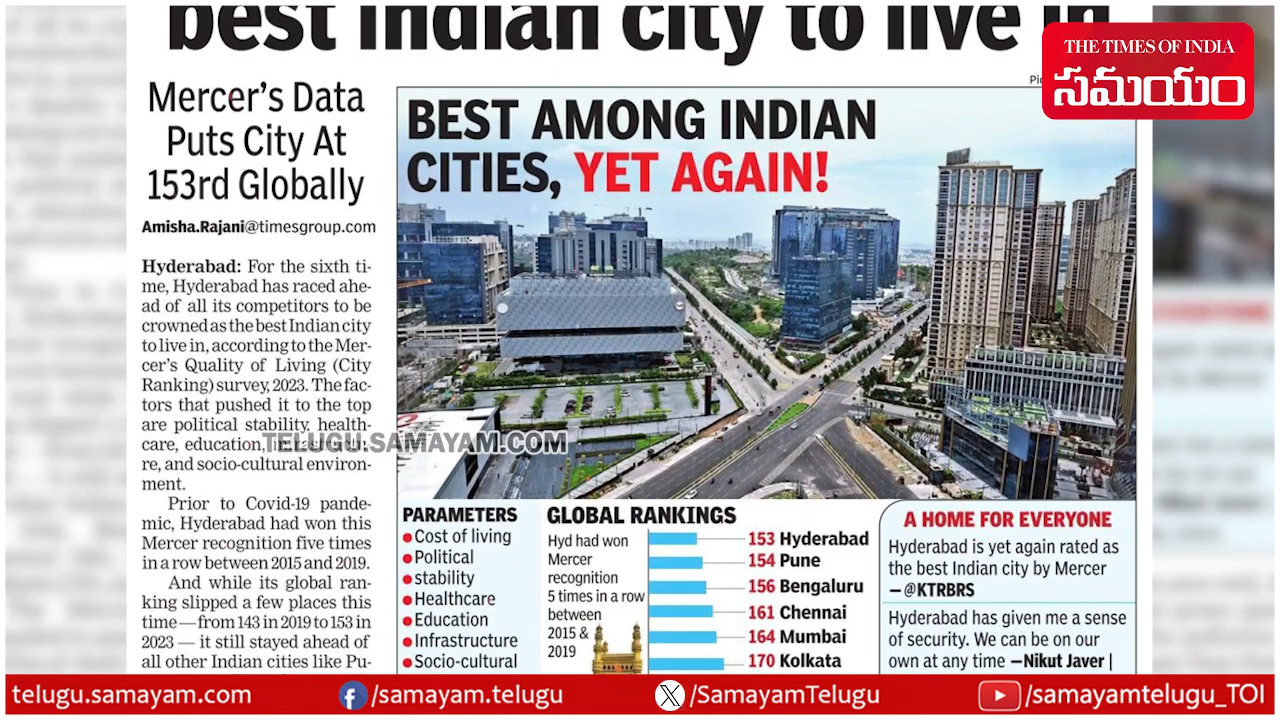 best Indian city to live in
THE TIMES OF INDIA
సమయం
Mercer's Data
Puts City At
153rd Globally
Amisha.Rajani@timesgroup.com
Hyderabad: For the sixth ti-
me, Hyderabad has raced ahe-
ad of all its competitors to be
crowned as the best Indian city
to live in, according to the Mer-
cer's Quality of Living (City
Ranking) survey, 2023. The fac-
tors that pushed it to the top
are political stability, health-
care, education,
re, and socio-cultural environ-
ment.
Prior to Covid-19 pande-
mic, Hyderabad had won this
Mercer recognition five times
in a row between 2015 and 2019.
And while its global ran-
king slipped a few places this
time — from 143 in 2019 to 153 in
2023 — it still stayed ahead of
all other Indian cities like Pu-
BEST AMONG INDIAN
CITIES, YET AGAIN!
TELUGU.SAMAYAM.COM
PARAMETERS
Cost of living
Political
stability
Healthcare
Education
Infrastructure
Socio-cultural
GLOBAL RANKINGS
Hyd had won
Mercer
recognition
5 times in a row
between
2015 &
2019
153 Hyderabad
154 Pune
156 Bengaluru
161 Chennai
164 Mumbai
170 Kolkata
A HOME FOR EVERYONE
Hyderabad is yet again rated as
the best Indian city by Mercer
— @KTRBRS
Hyderabad has given me a sense
of security. We can be on our
own at any time — Nikut Javer |
telugu.samayam.com
/samayam.telugu
/SamayamTelugu
/samayamtelugu_TOI